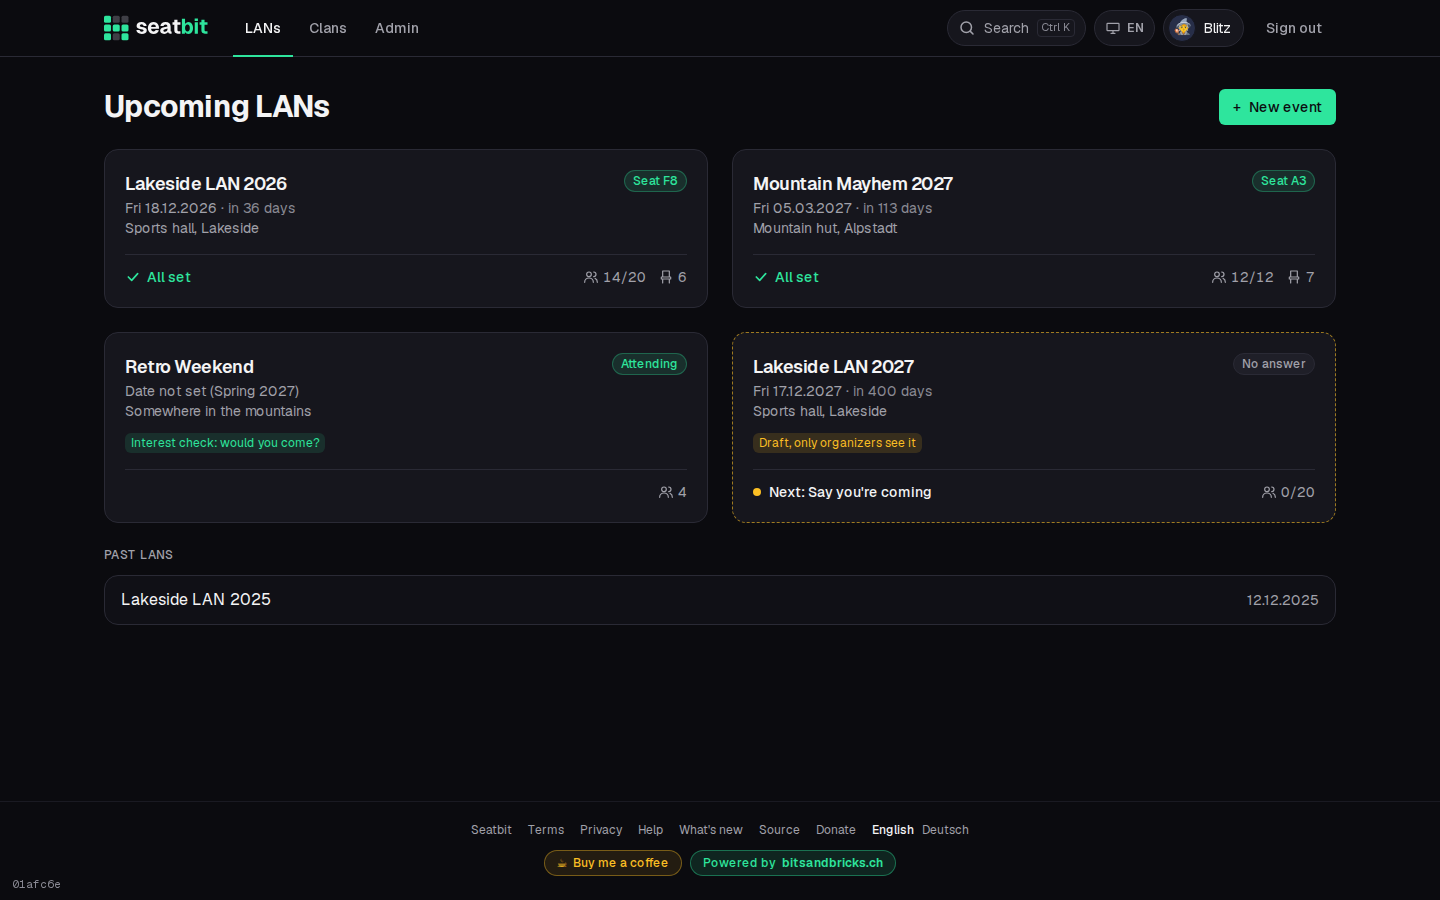 seatbit LANs Clans Admin Search Ctrl K EN Blitz Sign out
Upcoming LANs
+ New event
Lakeside LAN 2026 Seat F8
Fri 18.12.2026 · in 36 days
Sports hall, Lakeside
All set 14/20 6
Mountain Mayhem 2027 Seat A3
Fri 05.03.2027 · in 113 days
Mountain hut, Alpstadt
All set 12/12 7
Retro Weekend Attending
Date not set (Spring 2027)
Somewhere in the mountains
Interest check: would you come?
4
Lakeside LAN 2027 No answer
Fri 17.12.2027 · in 400 days
Sports hall, Lakeside
Draft, only organizers see it
Next: Say you're coming 0/20
PAST LANS
Lakeside LAN 2025 12.12.2025
Seatbit Terms Privacy Help What's new Source Donate English Deutsch
Buy me a coffee Powered by bitsandbricks.ch
01afc6e